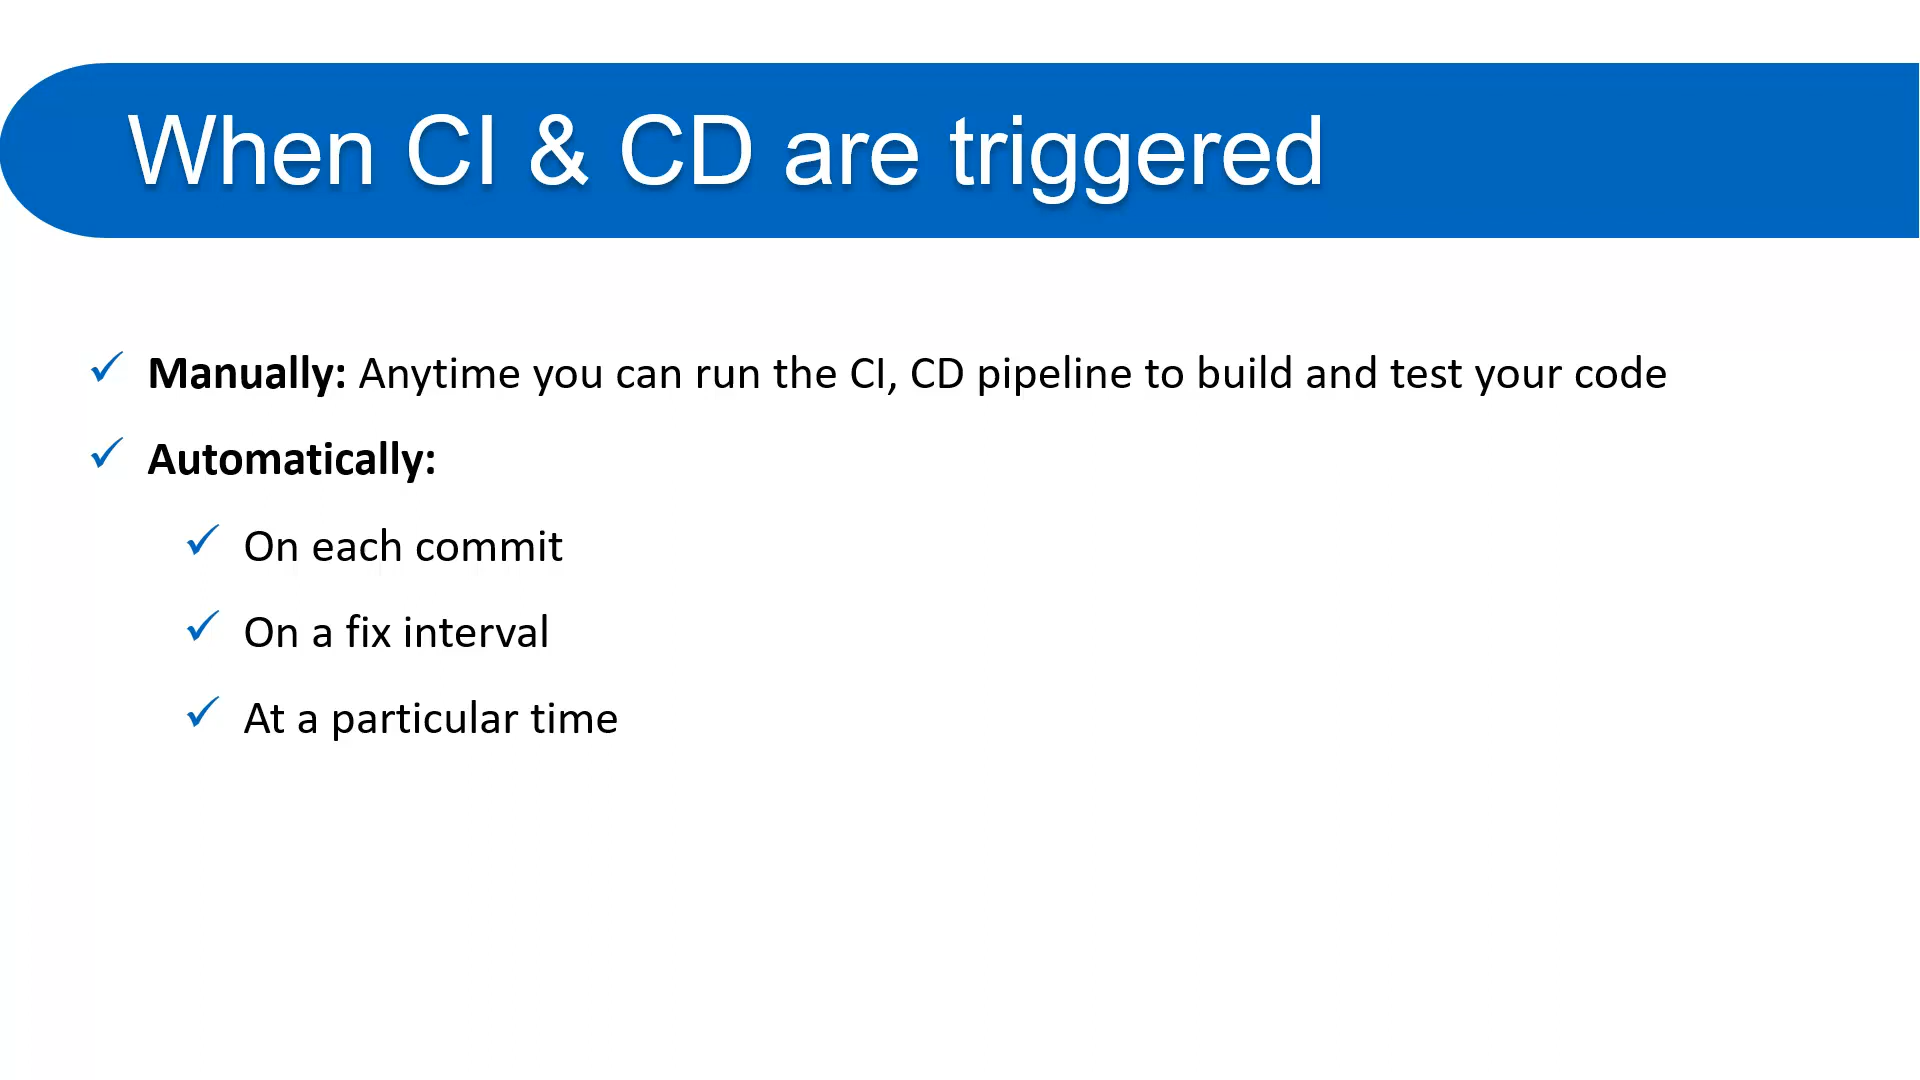 When CI & CD are triggered
Manually: Anytime you can run the CI, CD pipeline to build and test your code
Automatically:
On each commit
On a fix interval
At a particular time